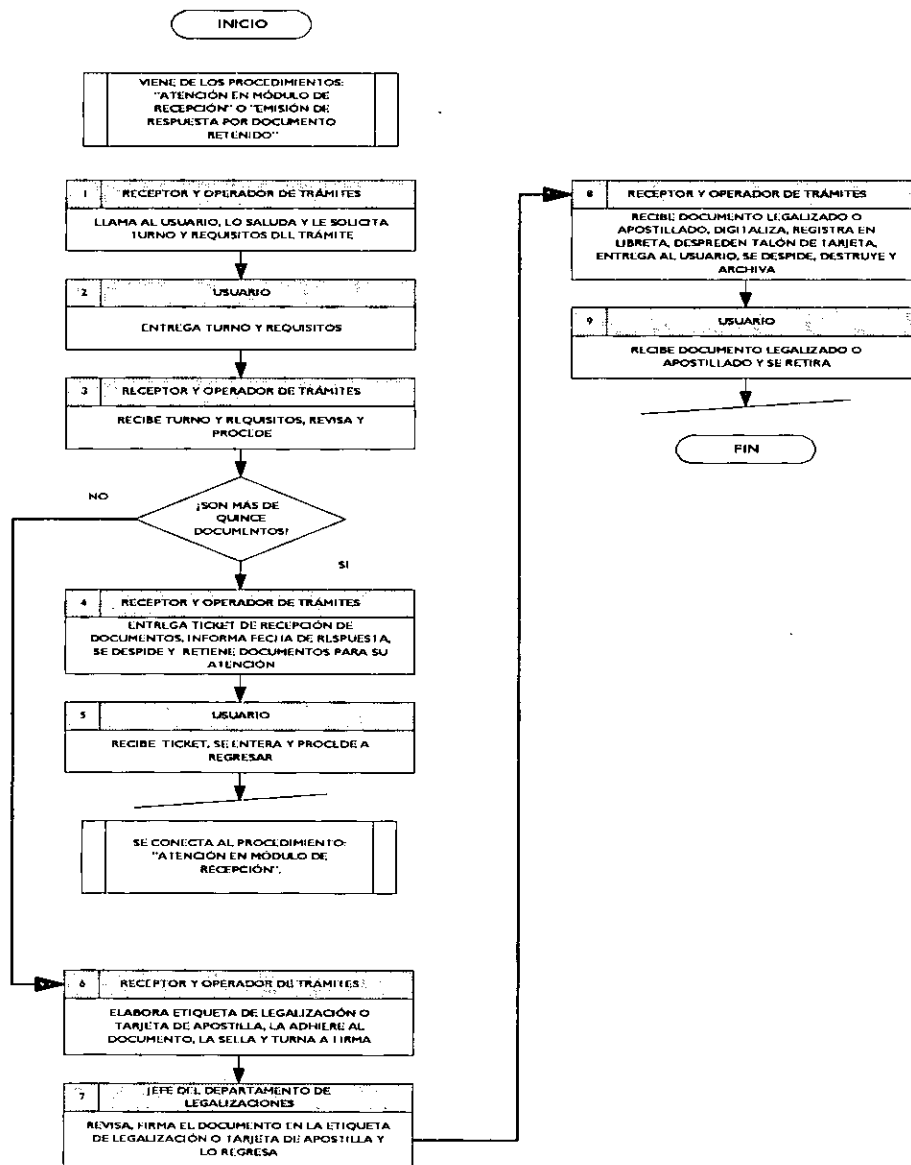 INICIO
VIENE DE LOS PROCEDIMIENTOS:
"ATENCIÓN EN MÓDULO DE
RECEPCIÓN" O "EMISIÓN DE
RESPUESTA POR DOCUMENTO
RETENIDO"
1 RECEPTOR Y OPERADOR DE TRÁMITES
LLAMA AL USUARIO, LO SALUDA Y LE SOLICITA
TURNO Y REQUISITOS DEL TRÁMITE
2 USUARIO
ENTREGA TURNO Y REQUISITOS
3 RECEPTOR Y OPERADOR DE TRÁMITES
RECIBE TURNO Y REQUISITOS, REVISA Y
PROCEDE
NO
¿SON MÁS DE
QUINCE
DOCUMENTOS?
SI
4 RECEPTOR Y OPERADOR DE TRÁMITES
ENTREGA TICKET DE RECEPCIÓN DE
DOCUMENTOS, INFORMA FECHA DE RESPUESTA,
SE DESPIDE Y RETIENE DOCUMENTOS PARA SU
ATENCIÓN
5 USUARIO
RECIBE TICKET, SE ENTERA Y PROCEDE A
REGRESAR
SE CONECTA AL PROCEDIMIENTO:
"ATENCIÓN EN MÓDULO DE
RECEPCIÓN".
6 RECEPTOR Y OPERADOR DE TRÁMITES
ELABORA ETIQUETA DE LEGALIZACIÓN O
TARJETA DE APOSTILLA, LA ADHIERE AL
DOCUMENTO, LA SELLA Y TURNA A FIRMA
7 JEFE DEL DEPARTAMENTO DE
LEGALIZACIONES
REVISA, FIRMA EL DOCUMENTO EN LA ETIQUETA
DE LEGALIZACIÓN O TARJETA DE APOSTILLA Y
LO REGRESA
8 RECEPTOR Y OPERADOR DE TRÁMITES
RECIBE DOCUMENTO LEGALIZADO O
APOSTILLADO, DIGITALIZA, REGISTRA EN
LIBRETA, DESPREDEN TALÓN DE TARJETA,
ENTREGA AL USUARIO, SE DESPIDE, DESTRUYE Y
ARCHIVA
9 USUARIO
RECIBE DOCUMENTO LEGALIZADO O
APOSTILLADO Y SE RETIRA
FIN